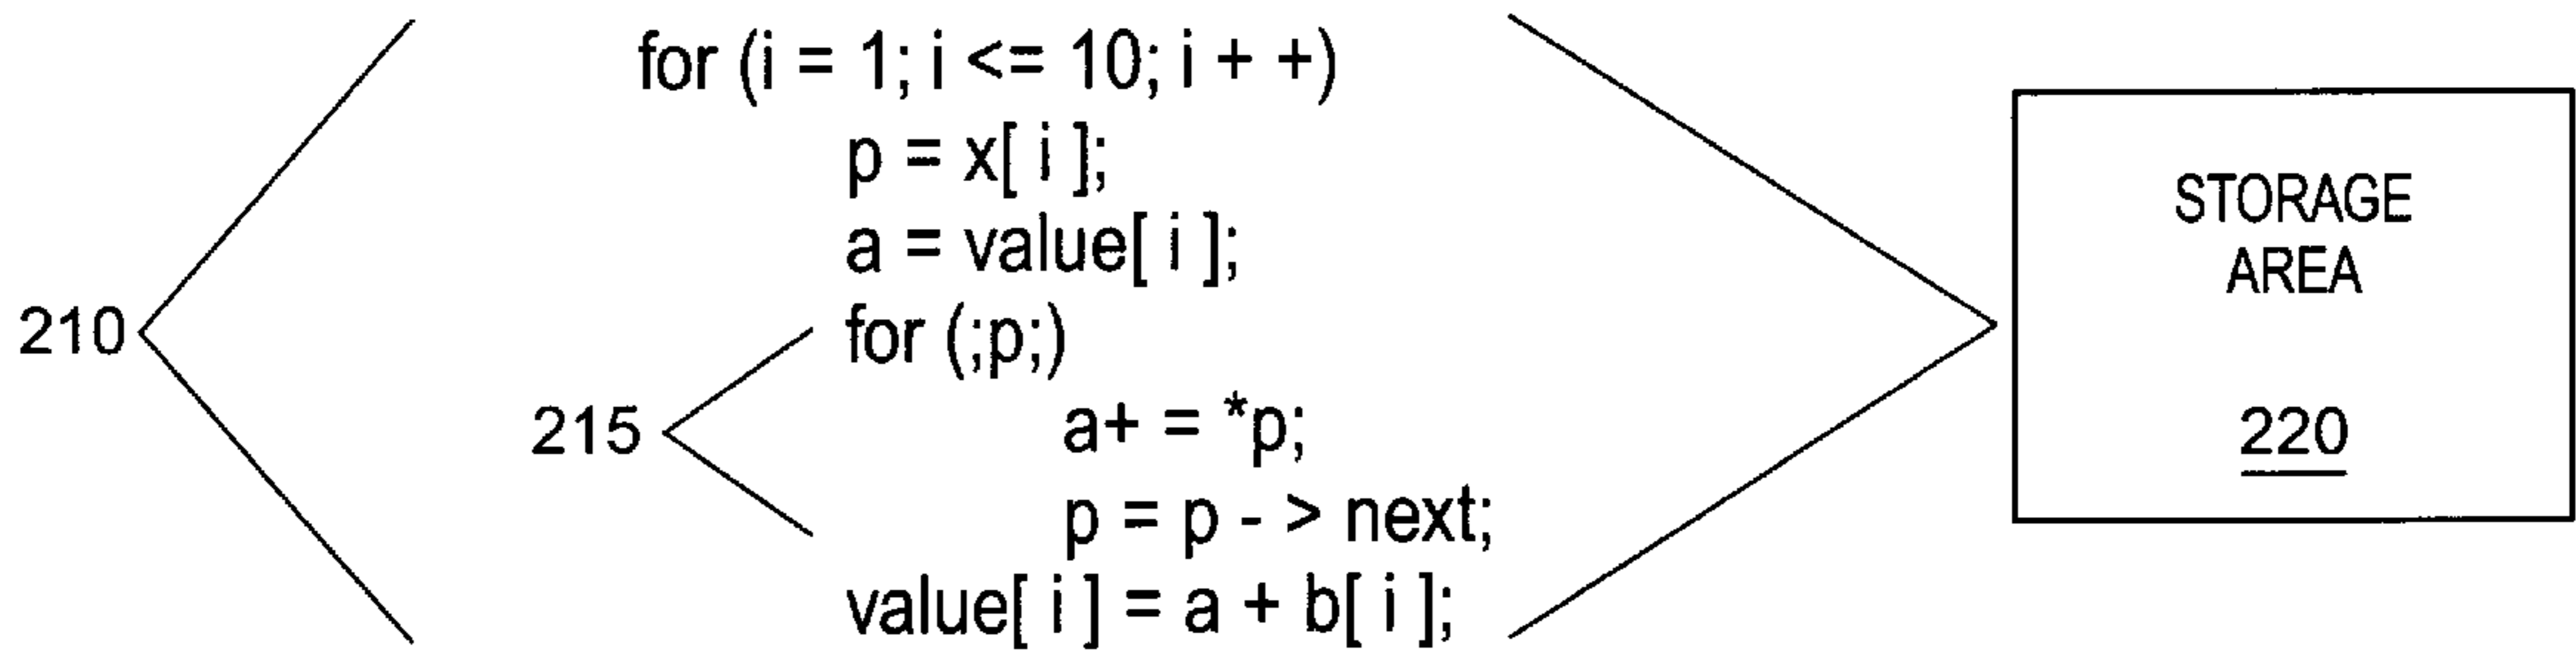 for (i = 1; i <= 10; i + +)
p = x[ i ];
a = value[ i ];
210
for (;p;)
215
a+ = *p;
p = p - > next;
value[ i ] = a + b[ i ];
STORAGE
AREA
220